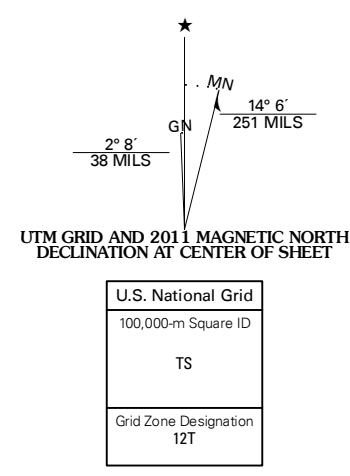 ★
MN
GN
14° 6´
251 MILS
2° 8´
38 MILS
UTM GRID AND 2011 MAGNETIC NORTH
DECLINATION AT CENTER OF SHEET
U.S. National Grid
100,000-m Square ID
TS
Grid Zone Designation
12T